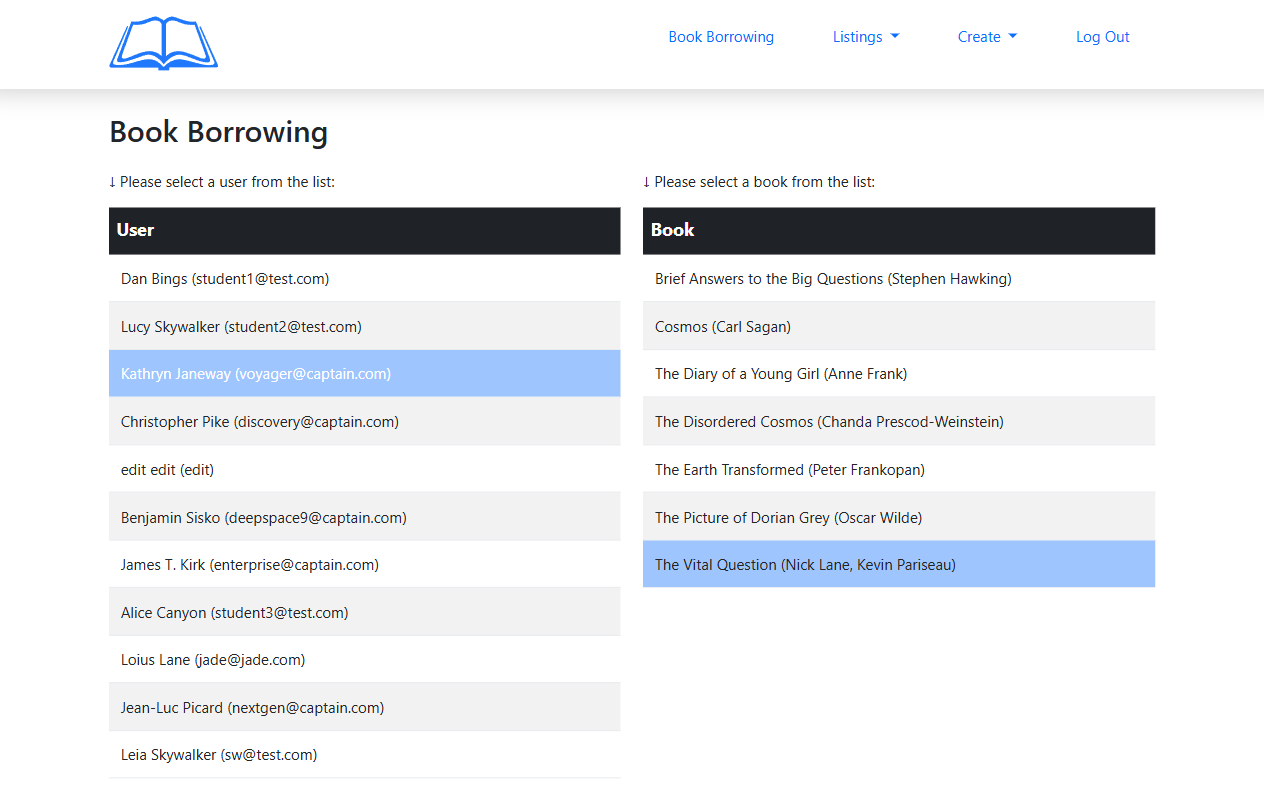 Book Borrowing
Listings
Create
Log Out
Book Borrowing
↓ Please select a user from the list:
User
Dan Bings (student1@test.com)
Lucy Skywalker (student2@test.com)
Kathryn Janeway (voyager@captain.com)
Christopher Pike (discovery@captain.com)
edit edit (edit)
Benjamin Sisko (deepspace9@captain.com)
James T. Kirk (enterprise@captain.com)
Alice Canyon (student3@test.com)
Loius Lane (jade@jade.com)
Jean-Luc Picard (nextgen@captain.com)
Leia Skywalker (sw@test.com)
↓ Please select a book from the list:
Book
Brief Answers to the Big Questions (Stephen Hawking)
Cosmos (Carl Sagan)
The Diary of a Young Girl (Anne Frank)
The Disordered Cosmos (Chanda Prescod-Weinstein)
The Earth Transformed (Peter Frankopan)
The Picture of Dorian Grey (Oscar Wilde)
The Vital Question (Nick Lane, Kevin Pariseau)